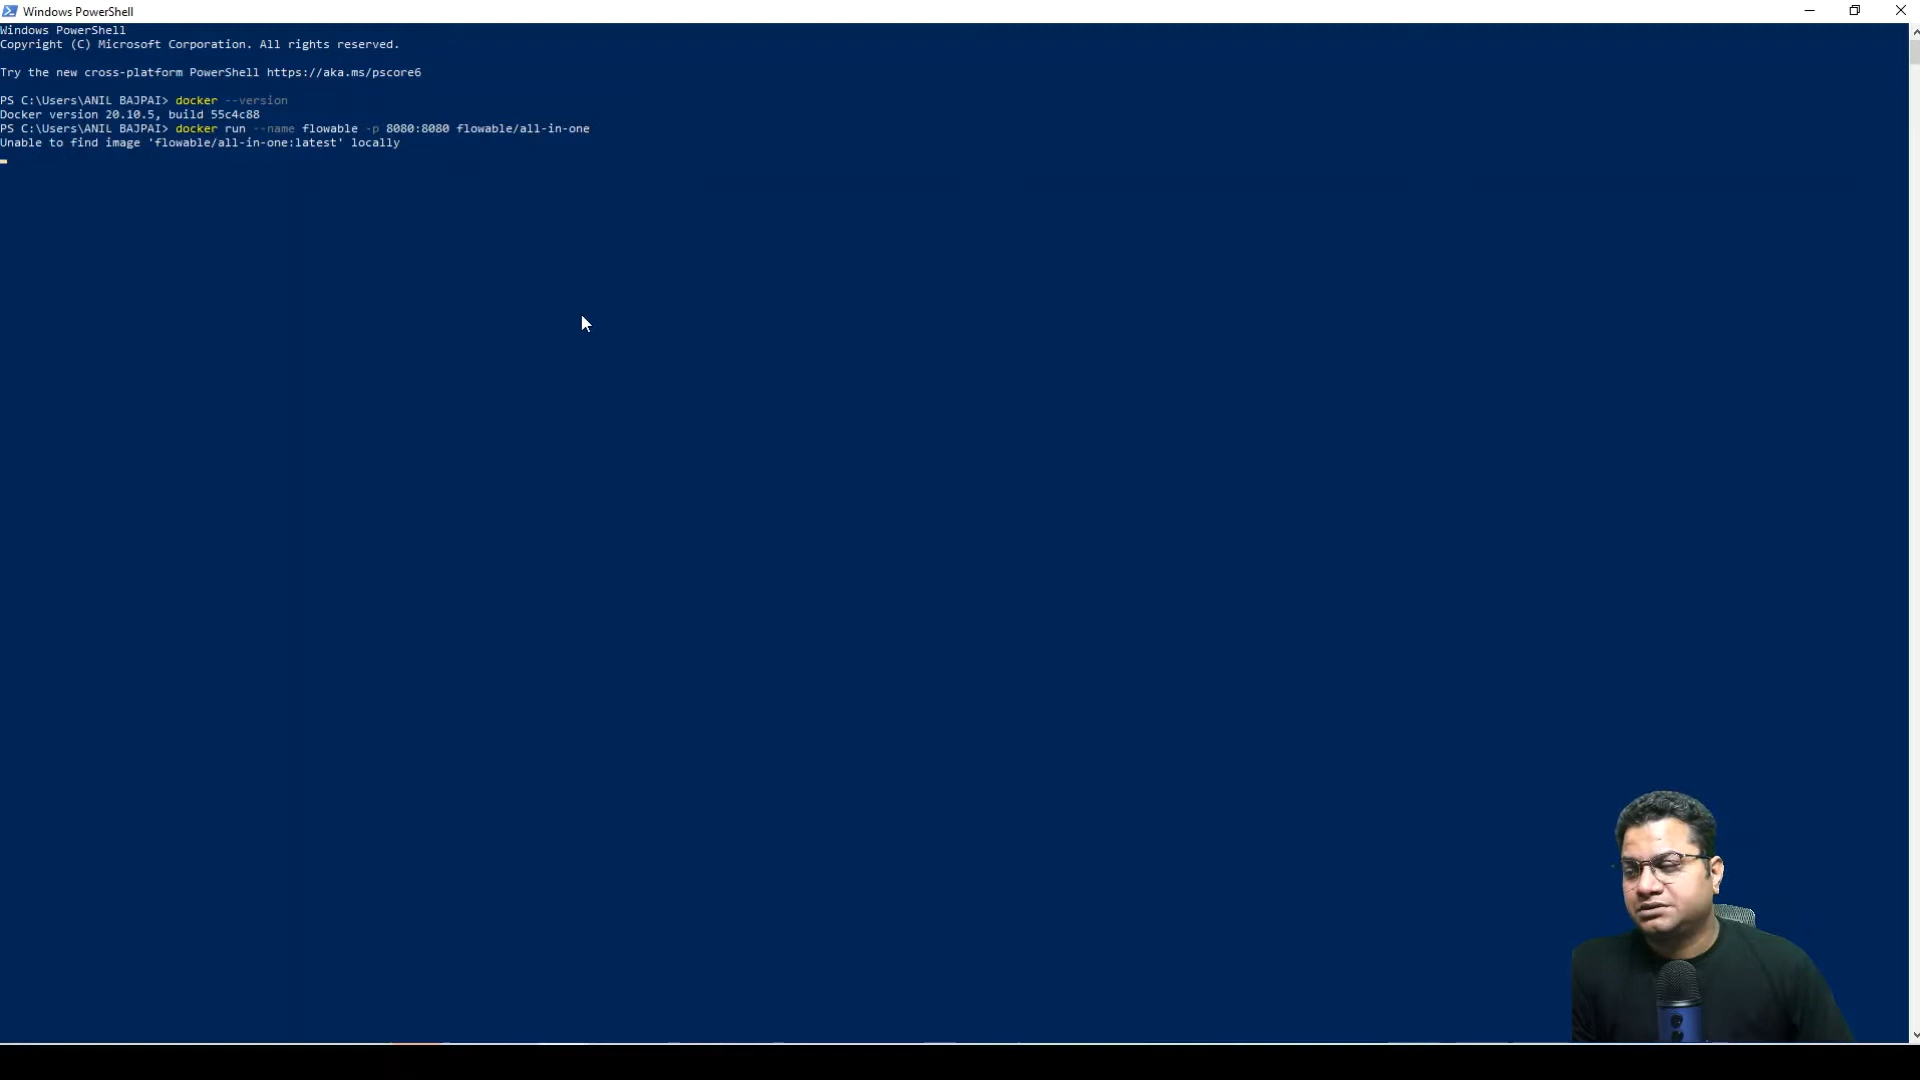 Windows PowerShell
Windows PowerShell
Copyright (C) Microsoft Corporation. All rights reserved.
Try the new cross-platform PowerShell https://aka.ms/pscore6
PS C:\Users\ANIL BAJPAI> docker --version
Docker version 20.10.5, build 55c4c88
PS C:\Users\ANIL BAJPAI> docker run --name flowable -p 8080:8080 flowable/all-in-one
Unable to find image 'flowable/all-in-one:latest' locally